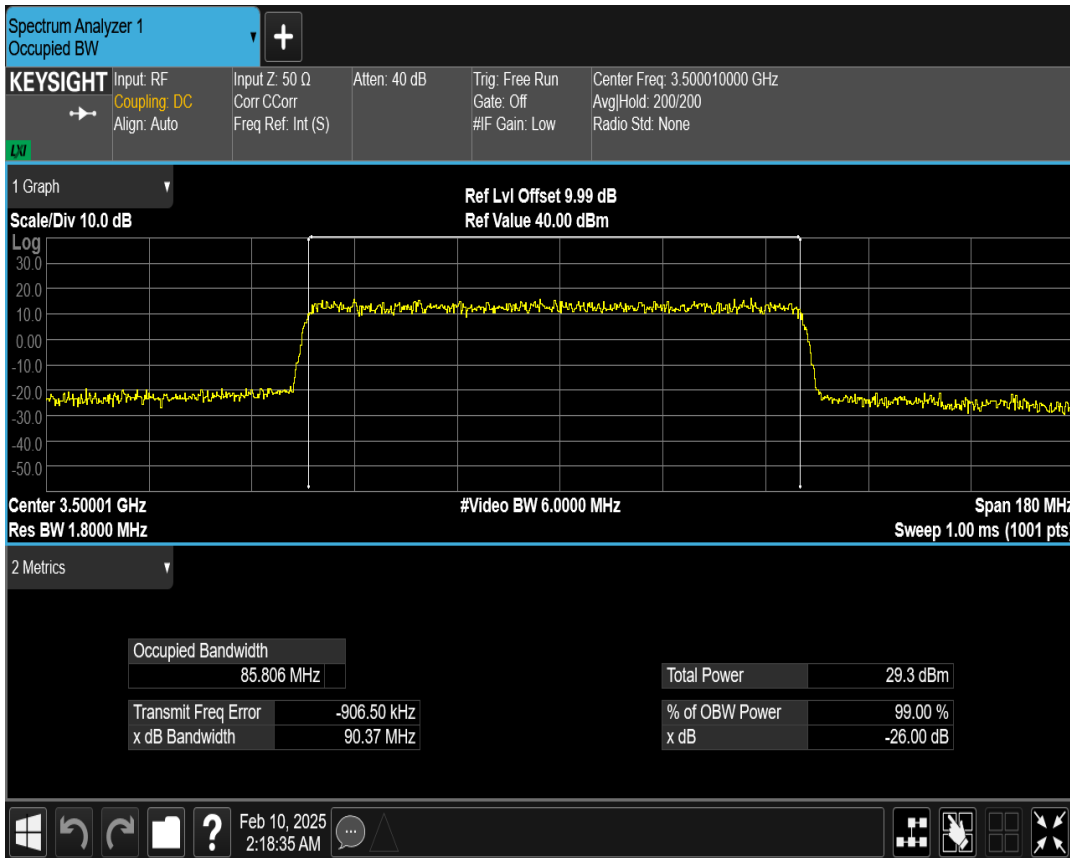 Spectrum Analyzer 1
Occupied BW
+
KEYSIGHT
LXI
Input: RF
Coupling: DC
Align: Auto
Input Z: 50 Ω
Corr CCorr
Freq Ref: Int (S)
Atten: 40 dB
Trig: Free Run
Gate: Off
#IF Gain: Low
Center Freq: 3.500010000 GHz
Avg|Hold: 200/200
Radio Std: None
1 Graph
Scale/Div 10.0 dB
Ref Lvl Offset 9.99 dB
Ref Value 40.00 dBm
Log
30.0
20.0
10.0
0.00
-10.0
-20.0
-30.0
-40.0
-50.0
Center 3.50001 GHz
#Video BW 6.0000 MHz
Span 180 MHz
Res BW 1.8000 MHz
Sweep 1.00 ms (1001 pts)
2 Metrics
Occupied Bandwidth
85.806 MHz
Total Power 29.3 dBm
Transmit Freq Error -906.50 kHz
% of OBW Power 99.00 %
x dB Bandwidth 90.37 MHz
x dB -26.00 dB
?
Feb 10, 2025
2:18:35 AM